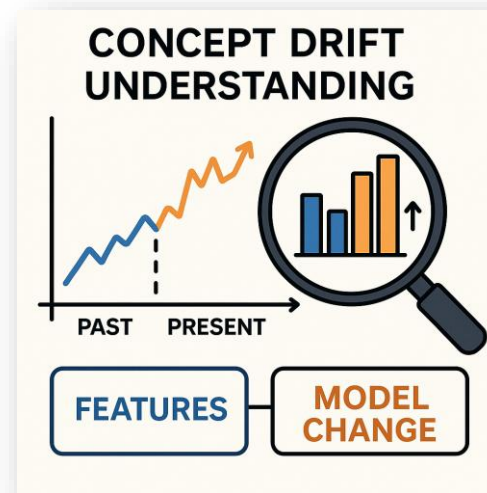 CONCEPT DRIFT
UNDERSTANDING
PAST PRESENT
FEATURES
MODEL
CHANGE